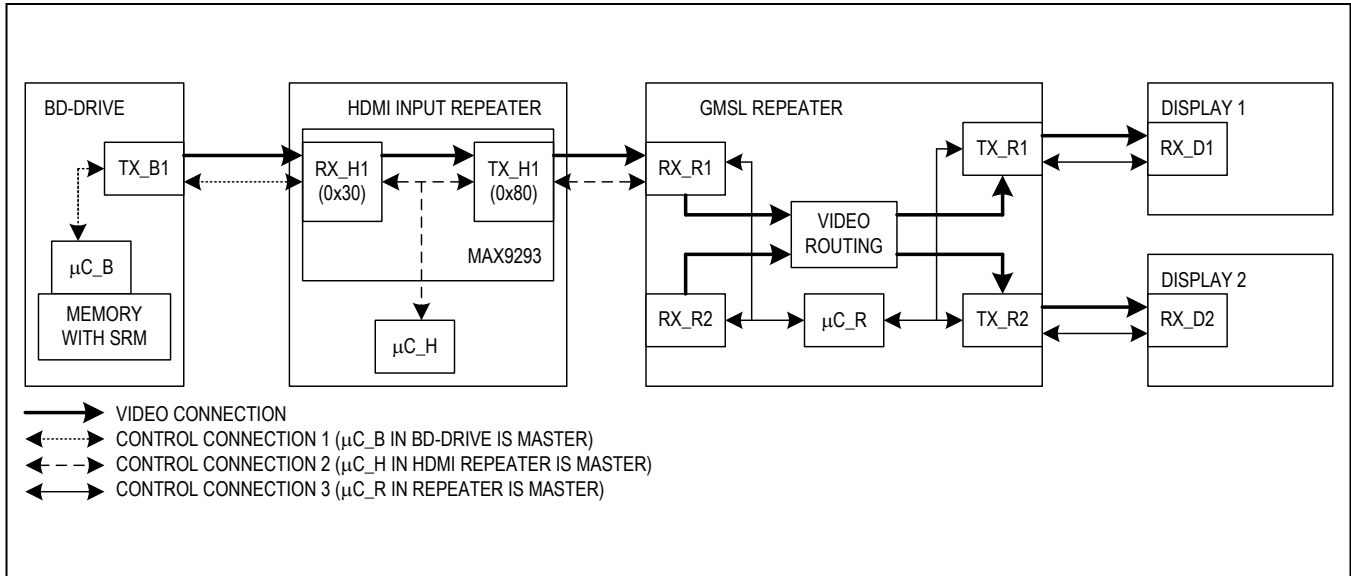 BD-DRIVE
TX_B1
μC_B
MEMORY
WITH SRM
HDMI INPUT REPEATER
RX_H1
(0x30)
TX_H1
(0x80)
MAX9293
μC_H
GMSL REPEATER
RX_R1
RX_R2
VIDEO
ROUTING
μC_R
TX_R1
TX_R2
DISPLAY 1
RX_D1
DISPLAY 2
RX_D2
VIDEO CONNECTION
CONTROL CONNECTION 1 (μC_B IN BD-DRIVE IS MASTER)
CONTROL CONNECTION 2 (μC_H IN HDMI REPEATER IS MASTER)
CONTROL CONNECTION 3 (μC_R IN REPEATER IS MASTER)